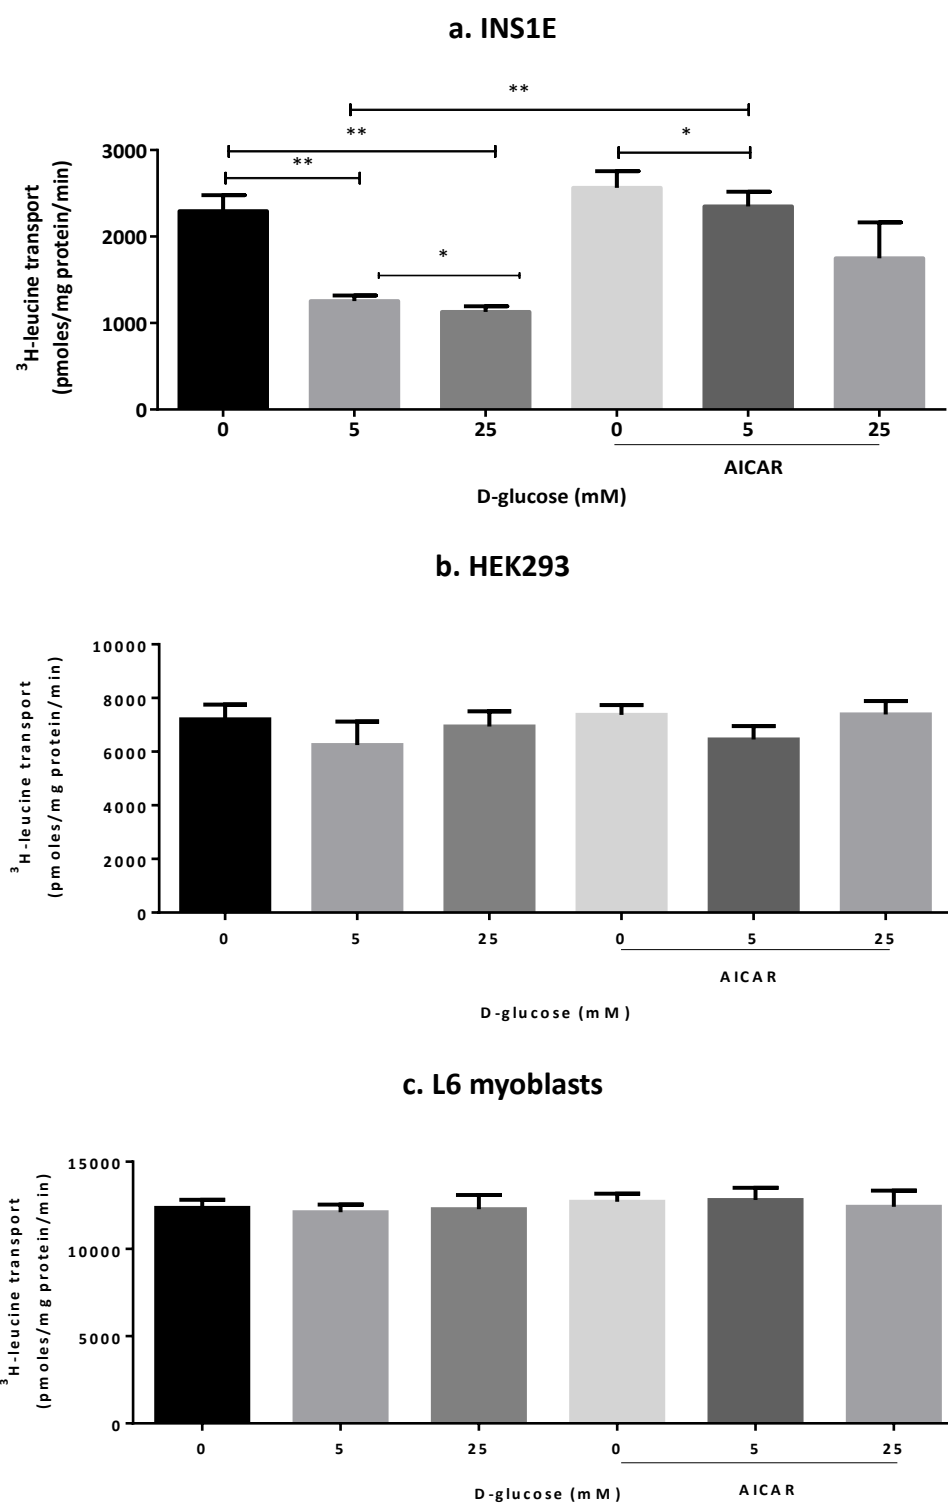 a. INS1E
**
**
*
**
*
³H-leucine transport
(pmoles/mg protein/min)
3000
2000
1000
0
0 5 25 0 5 25
AICAR
D-glucose (mM)
b. HEK293
³H-leucine transport
(pmoles/mg protein/min)
10000
8000
6000
4000
2000
0
0 5 25 0 5 25
AICAR
D-glucose (mM)
c. L6 myoblasts
³H-leucine transport
(pmoles/mg protein/min)
15000
10000
5000
0
0 5 25 0 5 25
D-glucose (mM) AICAR